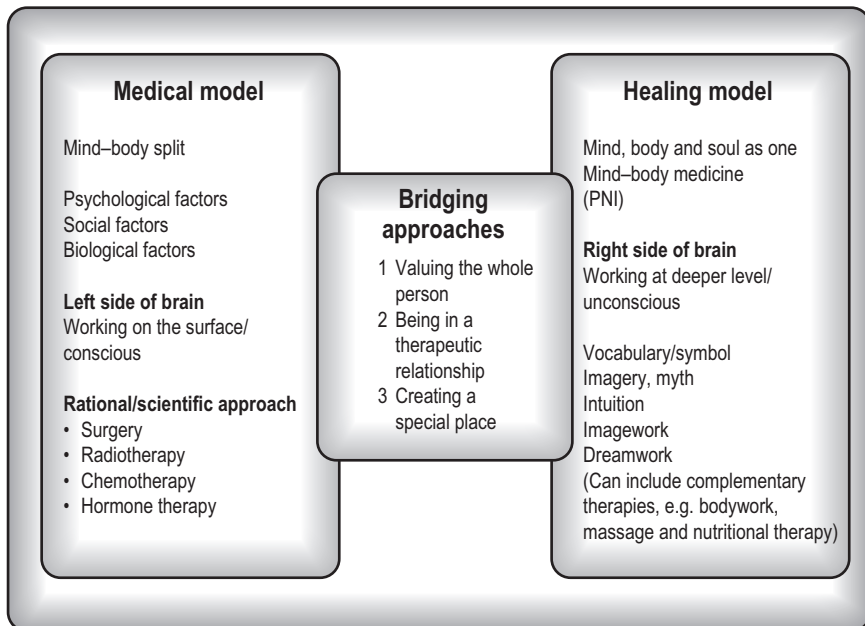 Medical model
Mind–body split
Psychological factors
Social factors
Biological factors
Left side of brain
Working on the surface/
conscious
Rational/scientific approach
• Surgery
• Radiotherapy
• Chemotherapy
• Hormone therapy
Bridging
approaches
1 Valuing the whole
person
2 Being in a
therapeutic
relationship
3 Creating a
special place
Healing model
Mind, body and soul as one
Mind–body medicine
(PNI)
Right side of brain
Working at deeper level/
unconscious
Vocabulary/symbol
Imagery, myth
Intuition
Imagework
Dreamwork
(Can include complementary
therapies, e.g. bodywork,
massage and nutritional therapy)